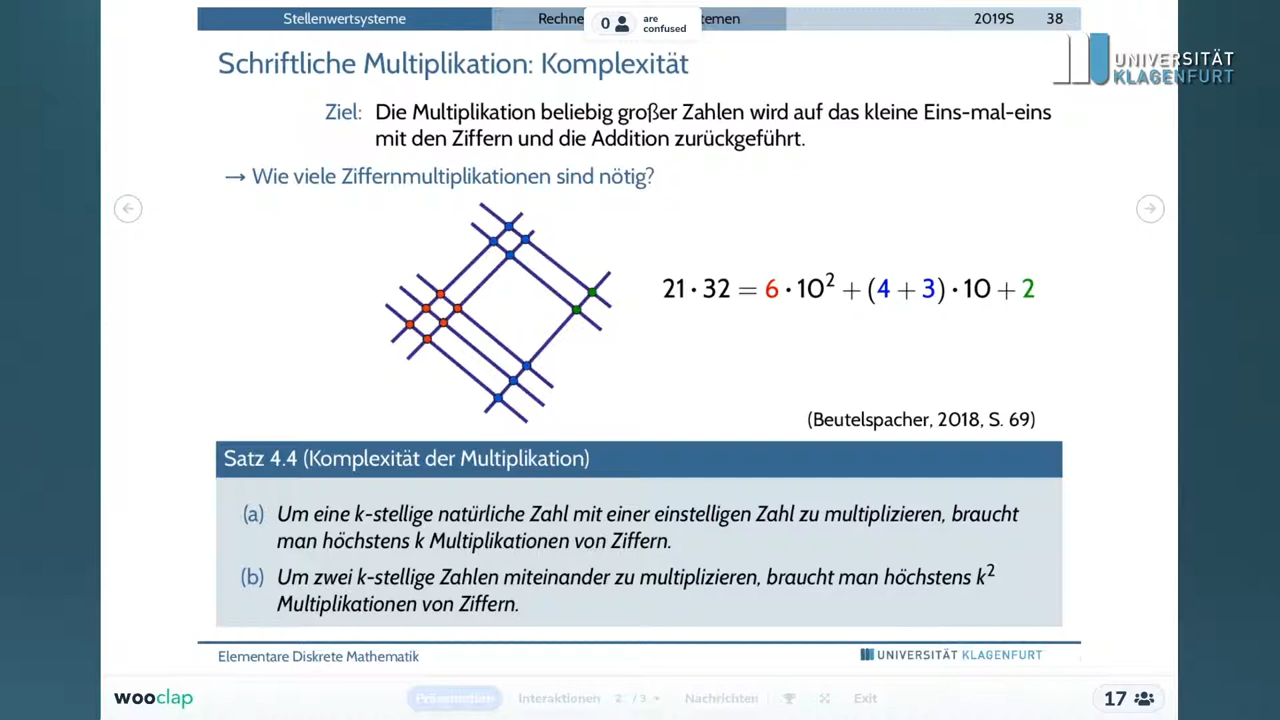 Stellenwertsysteme
Rechne
0 are confused
temen
2019S 38
Schriftliche Multiplikation: Komplexität
UNIVERSITÄT
KLAGENFURT
Ziel: Die Multiplikation beliebig großer Zahlen wird auf das kleine Eins-mal-eins
mit den Ziffern und die Addition zurückgeführt.
→ Wie viele Ziffernmultiplikationen sind nötig?
21 · 32 = 6 · 10² + (4 + 3) · 10 + 2
(Beutelspacher, 2018, S. 69)
Satz 4.4 (Komplexität der Multiplikation)
(a) Um eine k-stellige natürliche Zahl mit einer einstelligen Zahl zu multiplizieren, braucht
man höchstens k Multiplikationen von Ziffern.
(b) Um zwei k-stellige Zahlen miteinander zu multiplizieren, braucht man höchstens k²
Multiplikationen von Ziffern.
Elementare Diskrete Mathematik
UNIVERSITÄT KLAGENFURT
wooclap
Präsentation Interaktionen 2 / 3 Nachrichten Exit
17